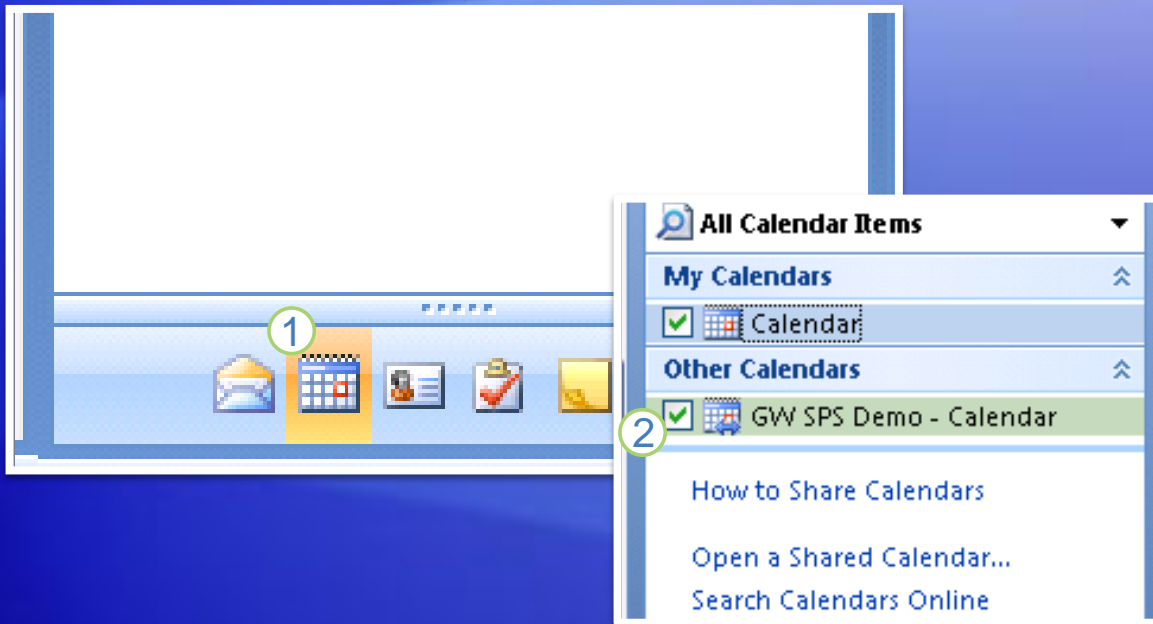 1
All Calendar Items
My Calendars
Calendar
Other Calendars
2
GW SPS Demo - Calendar
How to Share Calendars
Open a Shared Calendar...
Search Calendars Online